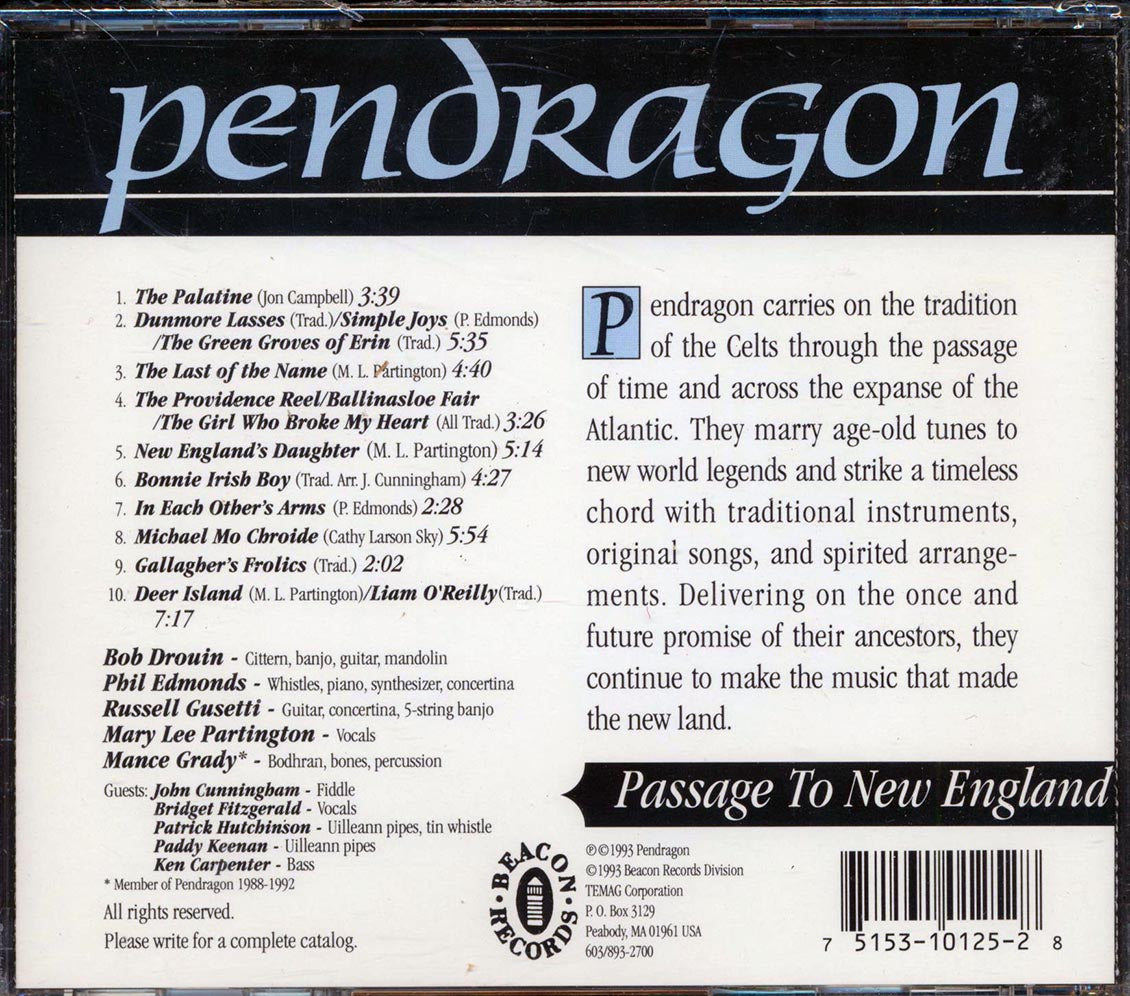 pendragon
1. The Palatine (Jon Campbell) 3:39
2. Dunmore Lasses (Trad.)/Simple Joys (P. Edmonds)
/The Green Groves of Erin (Trad.) 5:35
3. The Last of the Name (M. L. Partington) 4:40
4. The Providence Reel/Ballinasloe Fair
/The Girl Who Broke My Heart (All Trad.) 3:26
5. New England's Daughter (M. L. Partington) 5:14
6. Bonnie Irish Boy (Trad. Arr. J. Cunningham) 4:27
7. In Each Other's Arms (P. Edmonds) 2:28
8. Michael Mo Chroide (Cathy Larson Sky) 5:54
9. Gallagher's Frolics (Trad.) 2:02
10. Deer Island (M. L. Partington)/Liam O'Reilly(Trad.)
7:17
Bob Drouin - Cittern, banjo, guitar, mandolin
Phil Edmonds - Whistles, piano, synthesizer, concertina
Russell Gusetti - Guitar, concertina, 5-string banjo
Mary Lee Partington - Vocals
Mance Grady* - Bodhran, bones, percussion
Guests: John Cunningham - Fiddle
Bridget Fitzgerald - Vocals
Patrick Hutchinson - Uilleann pipes, tin whistle
Paddy Keenan - Uilleann pipes
Ken Carpenter - Bass
* Member of Pendragon 1988-1992
All rights reserved.
Please write for a complete catalog.
Pendragon carries on the tradition
of the Celts through the passage
of time and across the expanse of the
Atlantic. They marry age-old tunes to
new world legends and strike a timeless
chord with traditional instruments,
original songs, and spirited arrange-
ments. Delivering on the once and
future promise of their ancestors, they
continue to make the music that made
the new land.
Passage To New England
BEACON RECORDS
℗©1993 Pendragon
©1993 Beacon Records Division
TEMAG Corporation
P. O. Box 3129
Peabody, MA 01961 USA
603/893-2700
7 5153-10125-2 8